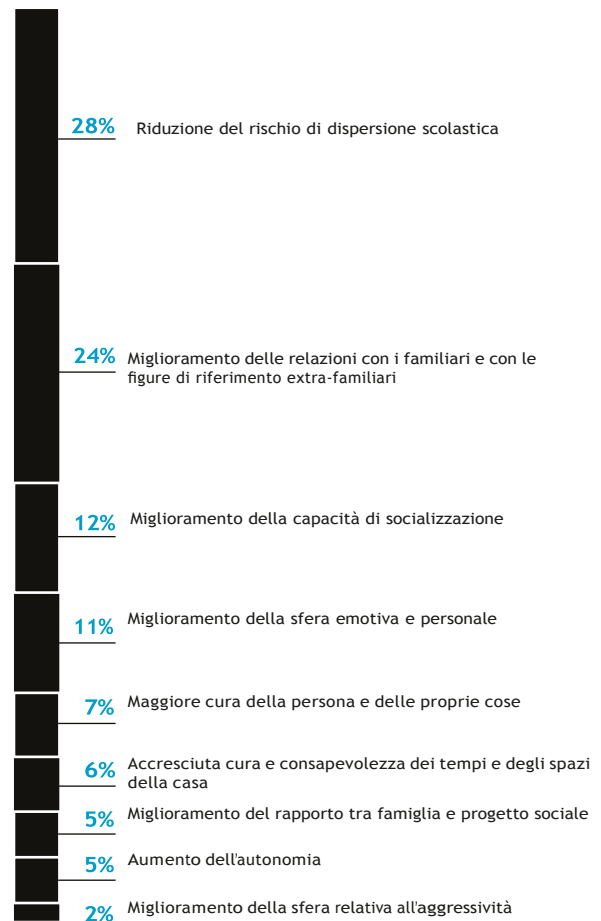 28% Riduzione del rischio di dispersione scolastica
24% Miglioramento delle relazioni con i familiari e con le
figure di riferimento extra-familiari
12% Miglioramento della capacità di socializzazione
11% Miglioramento della sfera emotiva e personale
7% Maggiore cura della persona e delle proprie cose
6% Accresciuta cura e consapevolezza dei tempi e degli spazi
della casa
5% Miglioramento del rapporto tra famiglia e progetto sociale
5% Aumento dell'autonomia
2% Miglioramento della sfera relativa all'aggressività